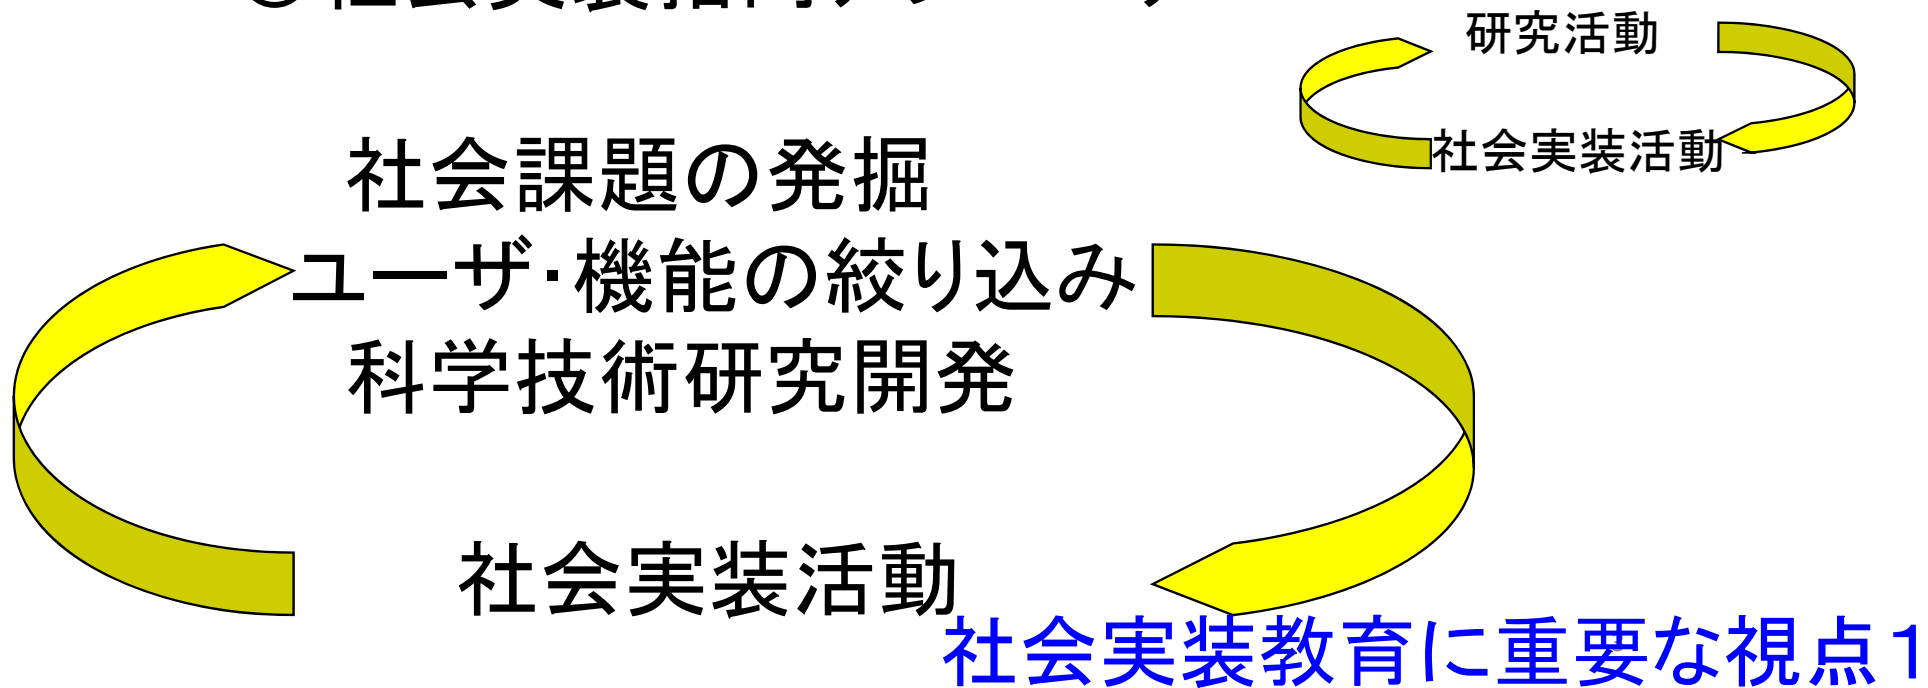 研究活動
社会実装活動
社会課題の発掘
ユーザ・機能の絞り込み
科学技術研究開発
社会実装活動
社会実装教育に重要な視点１